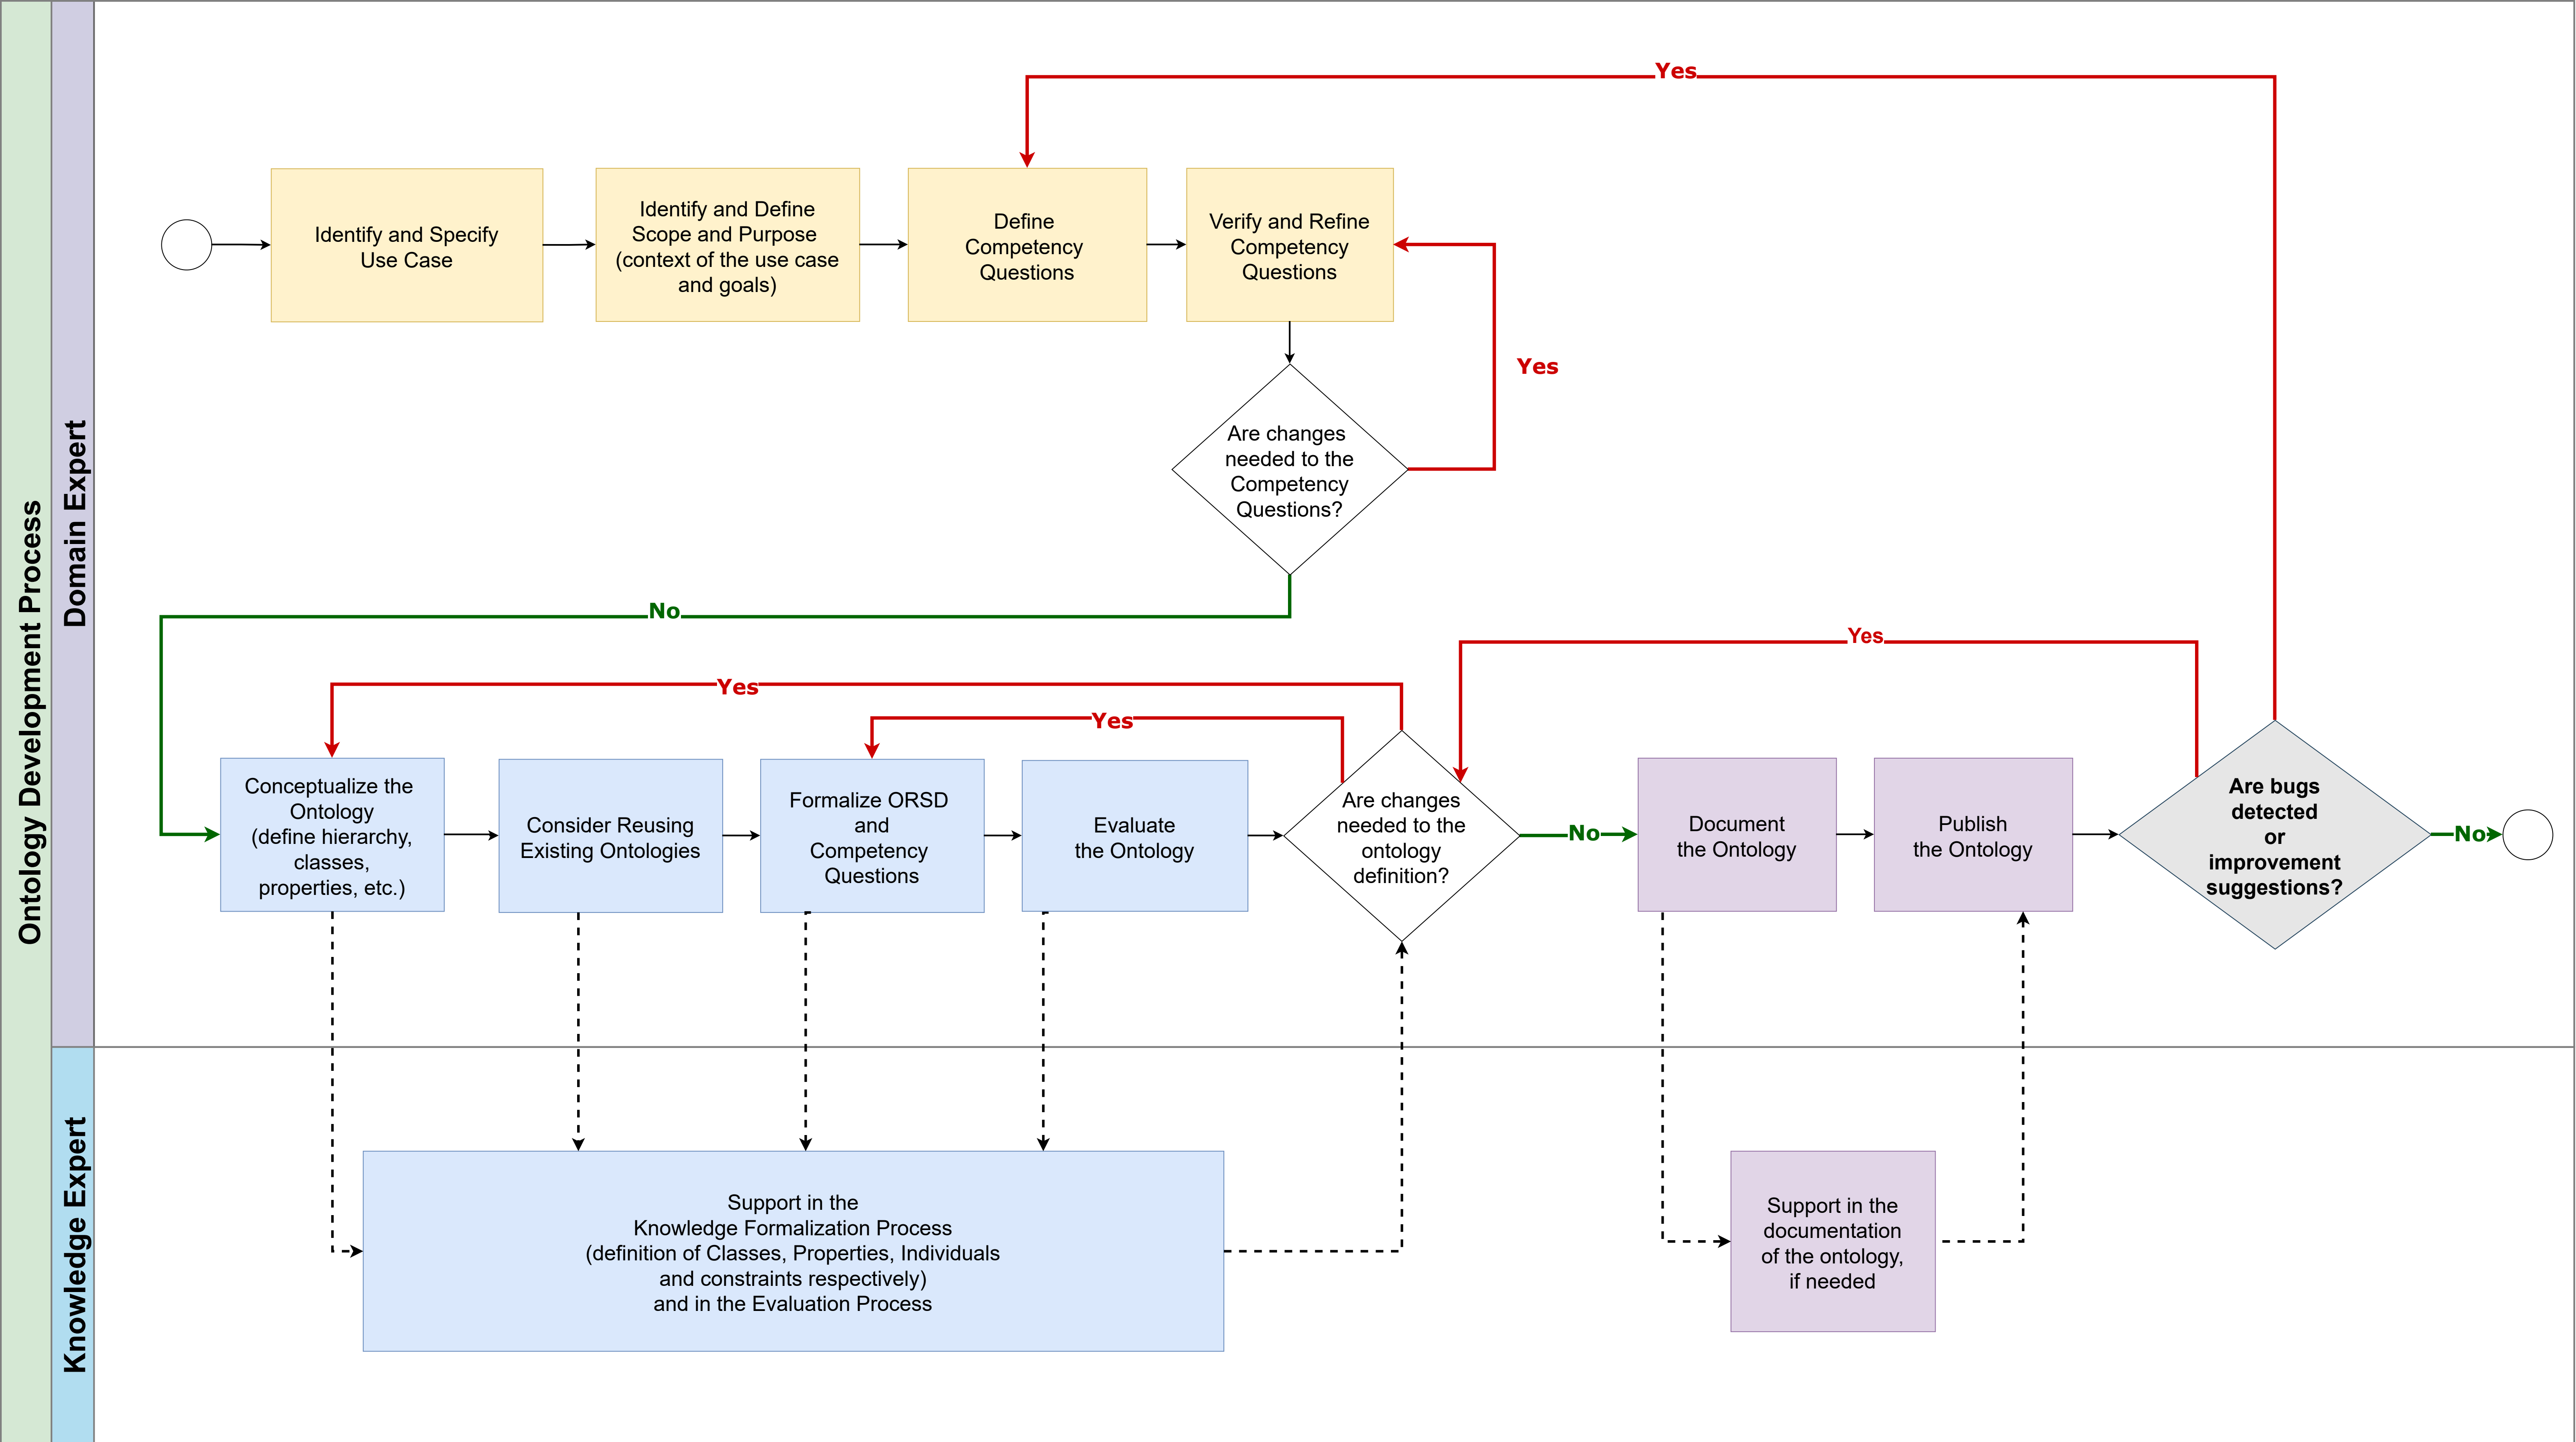 Ontology Development Process
Domain Expert
Yes
Identify and Specify
Use Case
Identify and Define
Scope and Purpose
(context of the use case
and goals)
Define
Competency
Questions
Verify and Refine
Competency
Questions
Yes
Are changes
needed to the
Competency
Questions?
No
Yes
Yes
Yes
Conceptualize the
Ontology
(define hierarchy,
classes,
properties, etc.)
Consider Reusing
Existing Ontologies
Formalize ORSD
and
Competency
Questions
Evaluate
the Ontology
Are changes
needed to the
ontology
definition?
No
Document
the Ontology
Publish
the Ontology
Are bugs
detected
or
improvement
suggestions?
No
Knowledge Expert
Support in the
Knowledge Formalization Process
(definition of Classes, Properties, Individuals
and constraints respectively)
and in the Evaluation Process
Support in the
documentation
of the ontology,
if needed